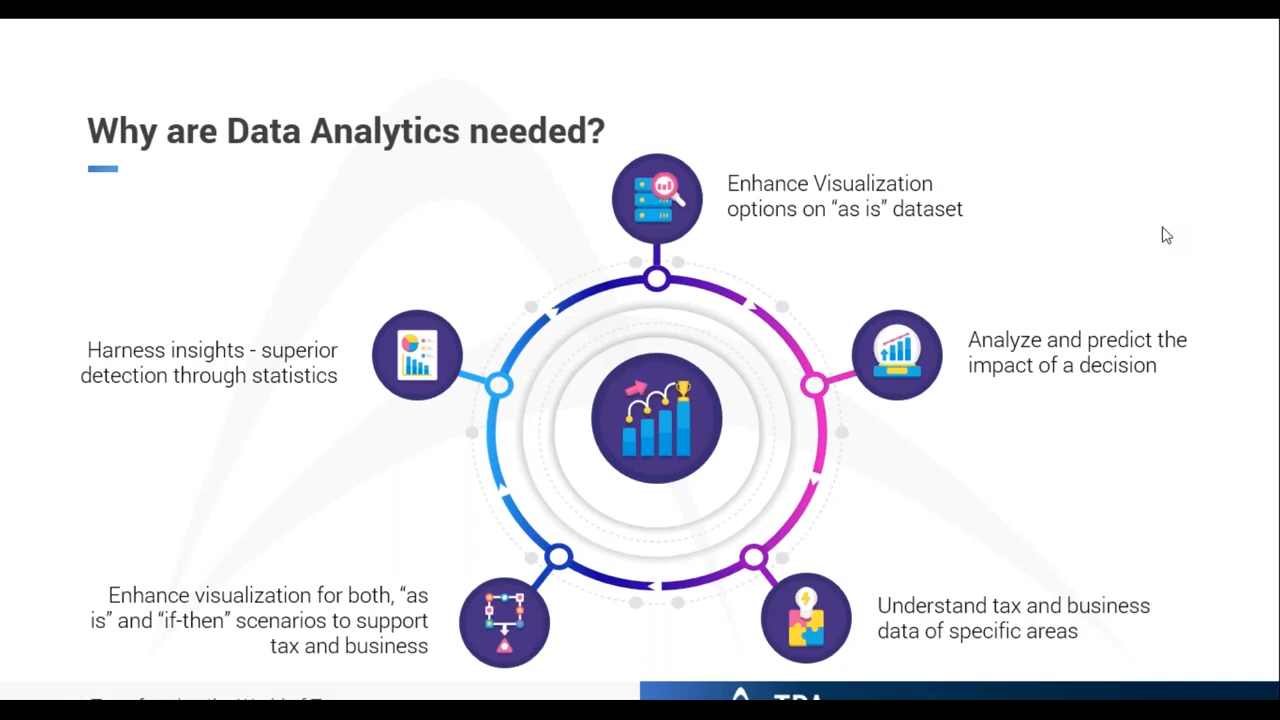 Why are Data Analytics needed?
Enhance Visualization
options on “as is” dataset
Analyze and predict the
impact of a decision
Understand tax and business
data of specific areas
Enhance visualization for both, “as
is” and “if-then” scenarios to support
tax and business
Harness insights - superior
detection through statistics